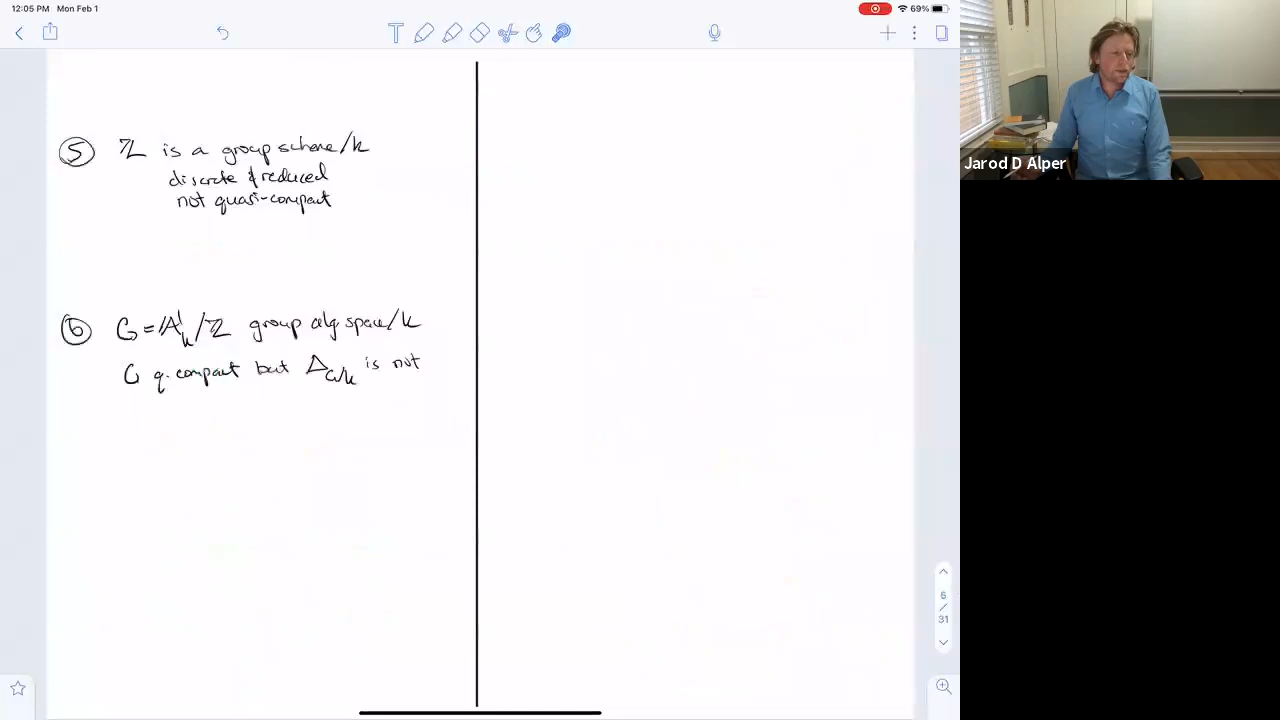 12:05 PM Mon Feb 1
69%
⑤ ℤ is a group scheme/k
discrete & reduced
not quasi-compact
⑥ G = 𝔸¹ₖ/ℤ group alg space/k
G q. compact but Δ_{G/k} is not
6
/
31
Jarod D Alper